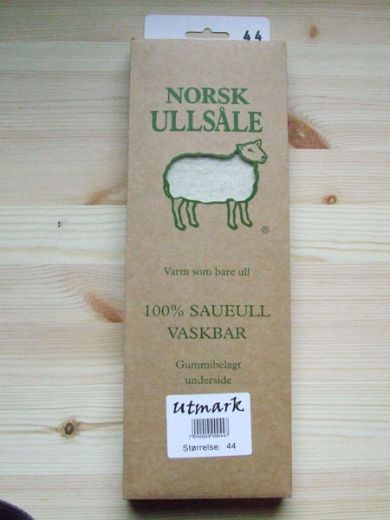 44
NORSK
ULLSÅLE
®
Varm som bare ull
100% SAUEULL
VASKBAR
Gummibelagt
underside
utmark
Størrelse: 44